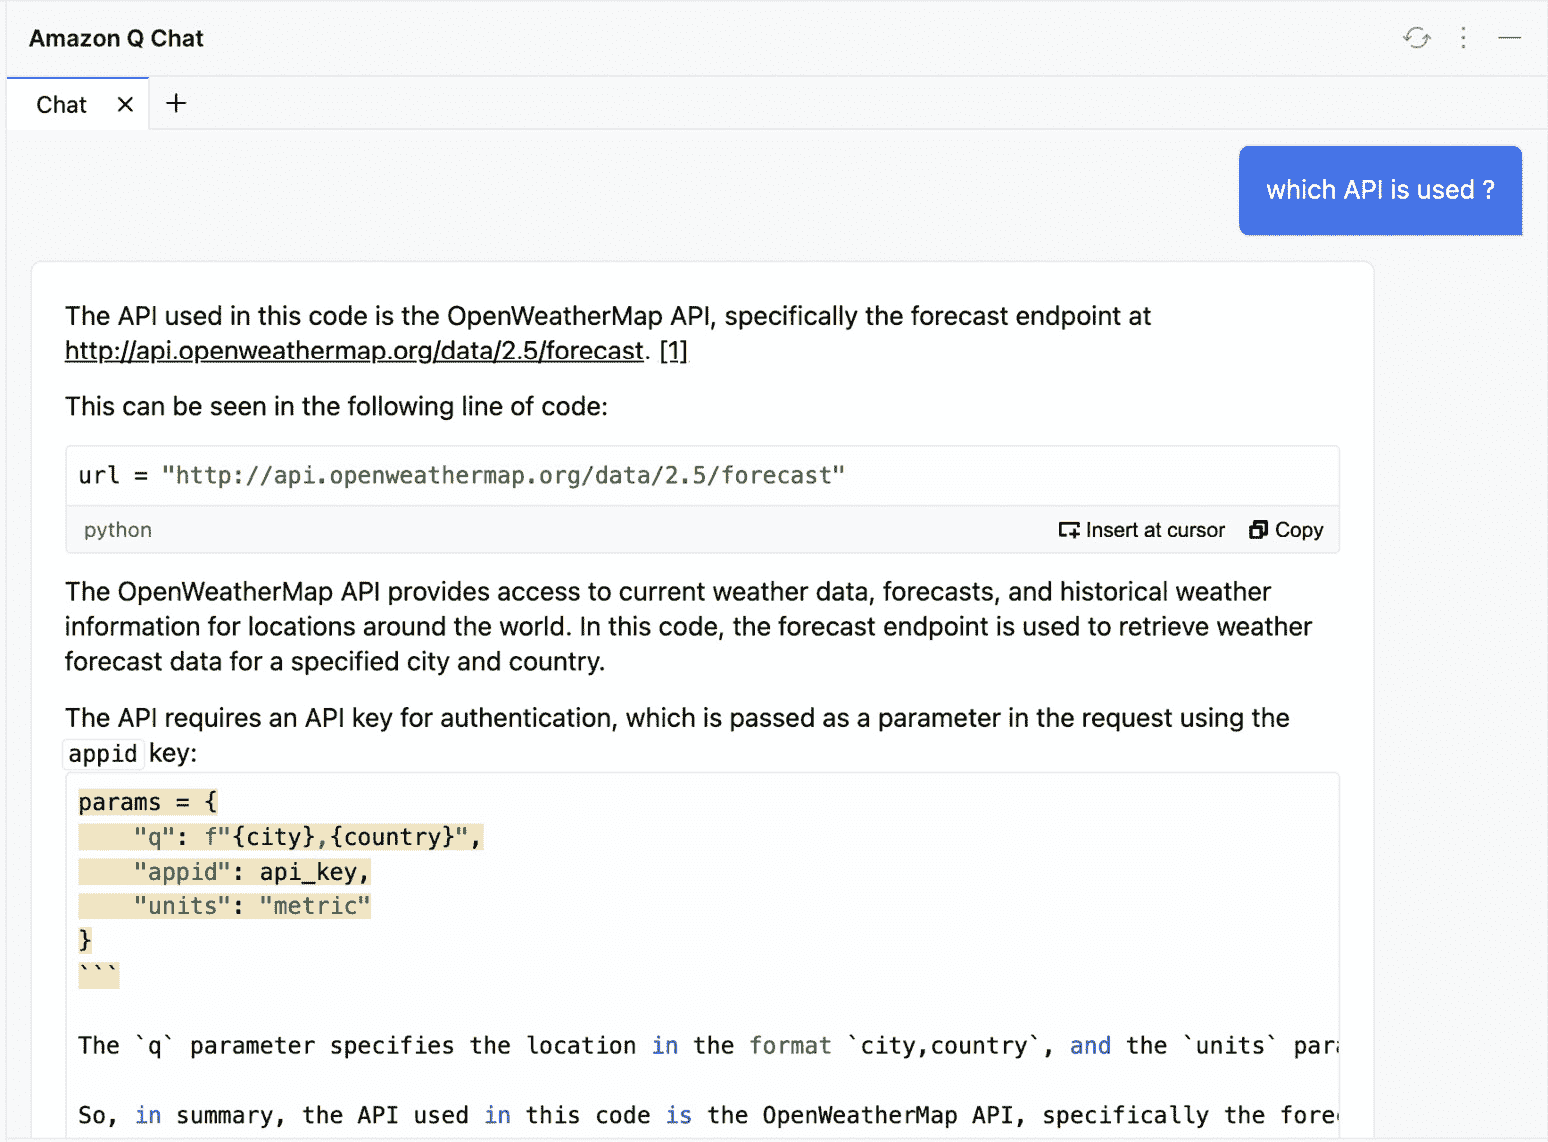 Amazon Q Chat
Chat
which API is used ?
The API used in this code is the OpenWeatherMap API, specifically the forecast endpoint at
http://api.openweathermap.org/data/2.5/forecast. [1]
This can be seen in the following line of code:
url = "http://api.openweathermap.org/data/2.5/forecast"
python
Insert at cursor
Copy
The OpenWeatherMap API provides access to current weather data, forecasts, and historical weather
information for locations around the world. In this code, the forecast endpoint is used to retrieve weather
forecast data for a specified city and country.
The API requires an API key for authentication, which is passed as a parameter in the request using the
appid key:
params = {
    "q": f"{city},{country}",
    "appid": api_key,
    "units": "metric"
}
```
The `q` parameter specifies the location in the format `city,country`, and the `units`
So, in summary, the API used in this code is the OpenWeatherMap API, specifically the